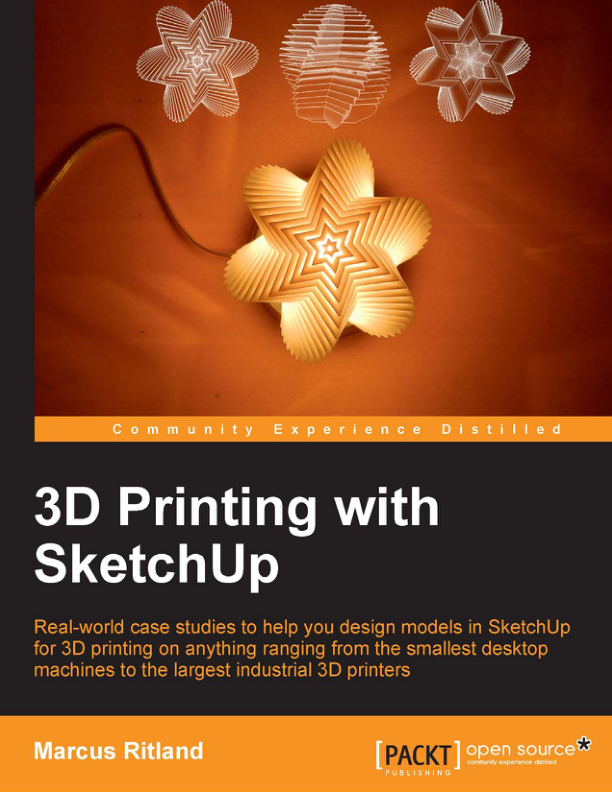 Community Experience Distilled
3D Printing with
SketchUp
Real-world case studies to help you design models in SketchUp
for 3D printing on anything ranging from the smallest desktop
machines to the largest industrial 3D printers
Marcus Ritland
[PACKT] open source*
PUBLISHING community experience distilled